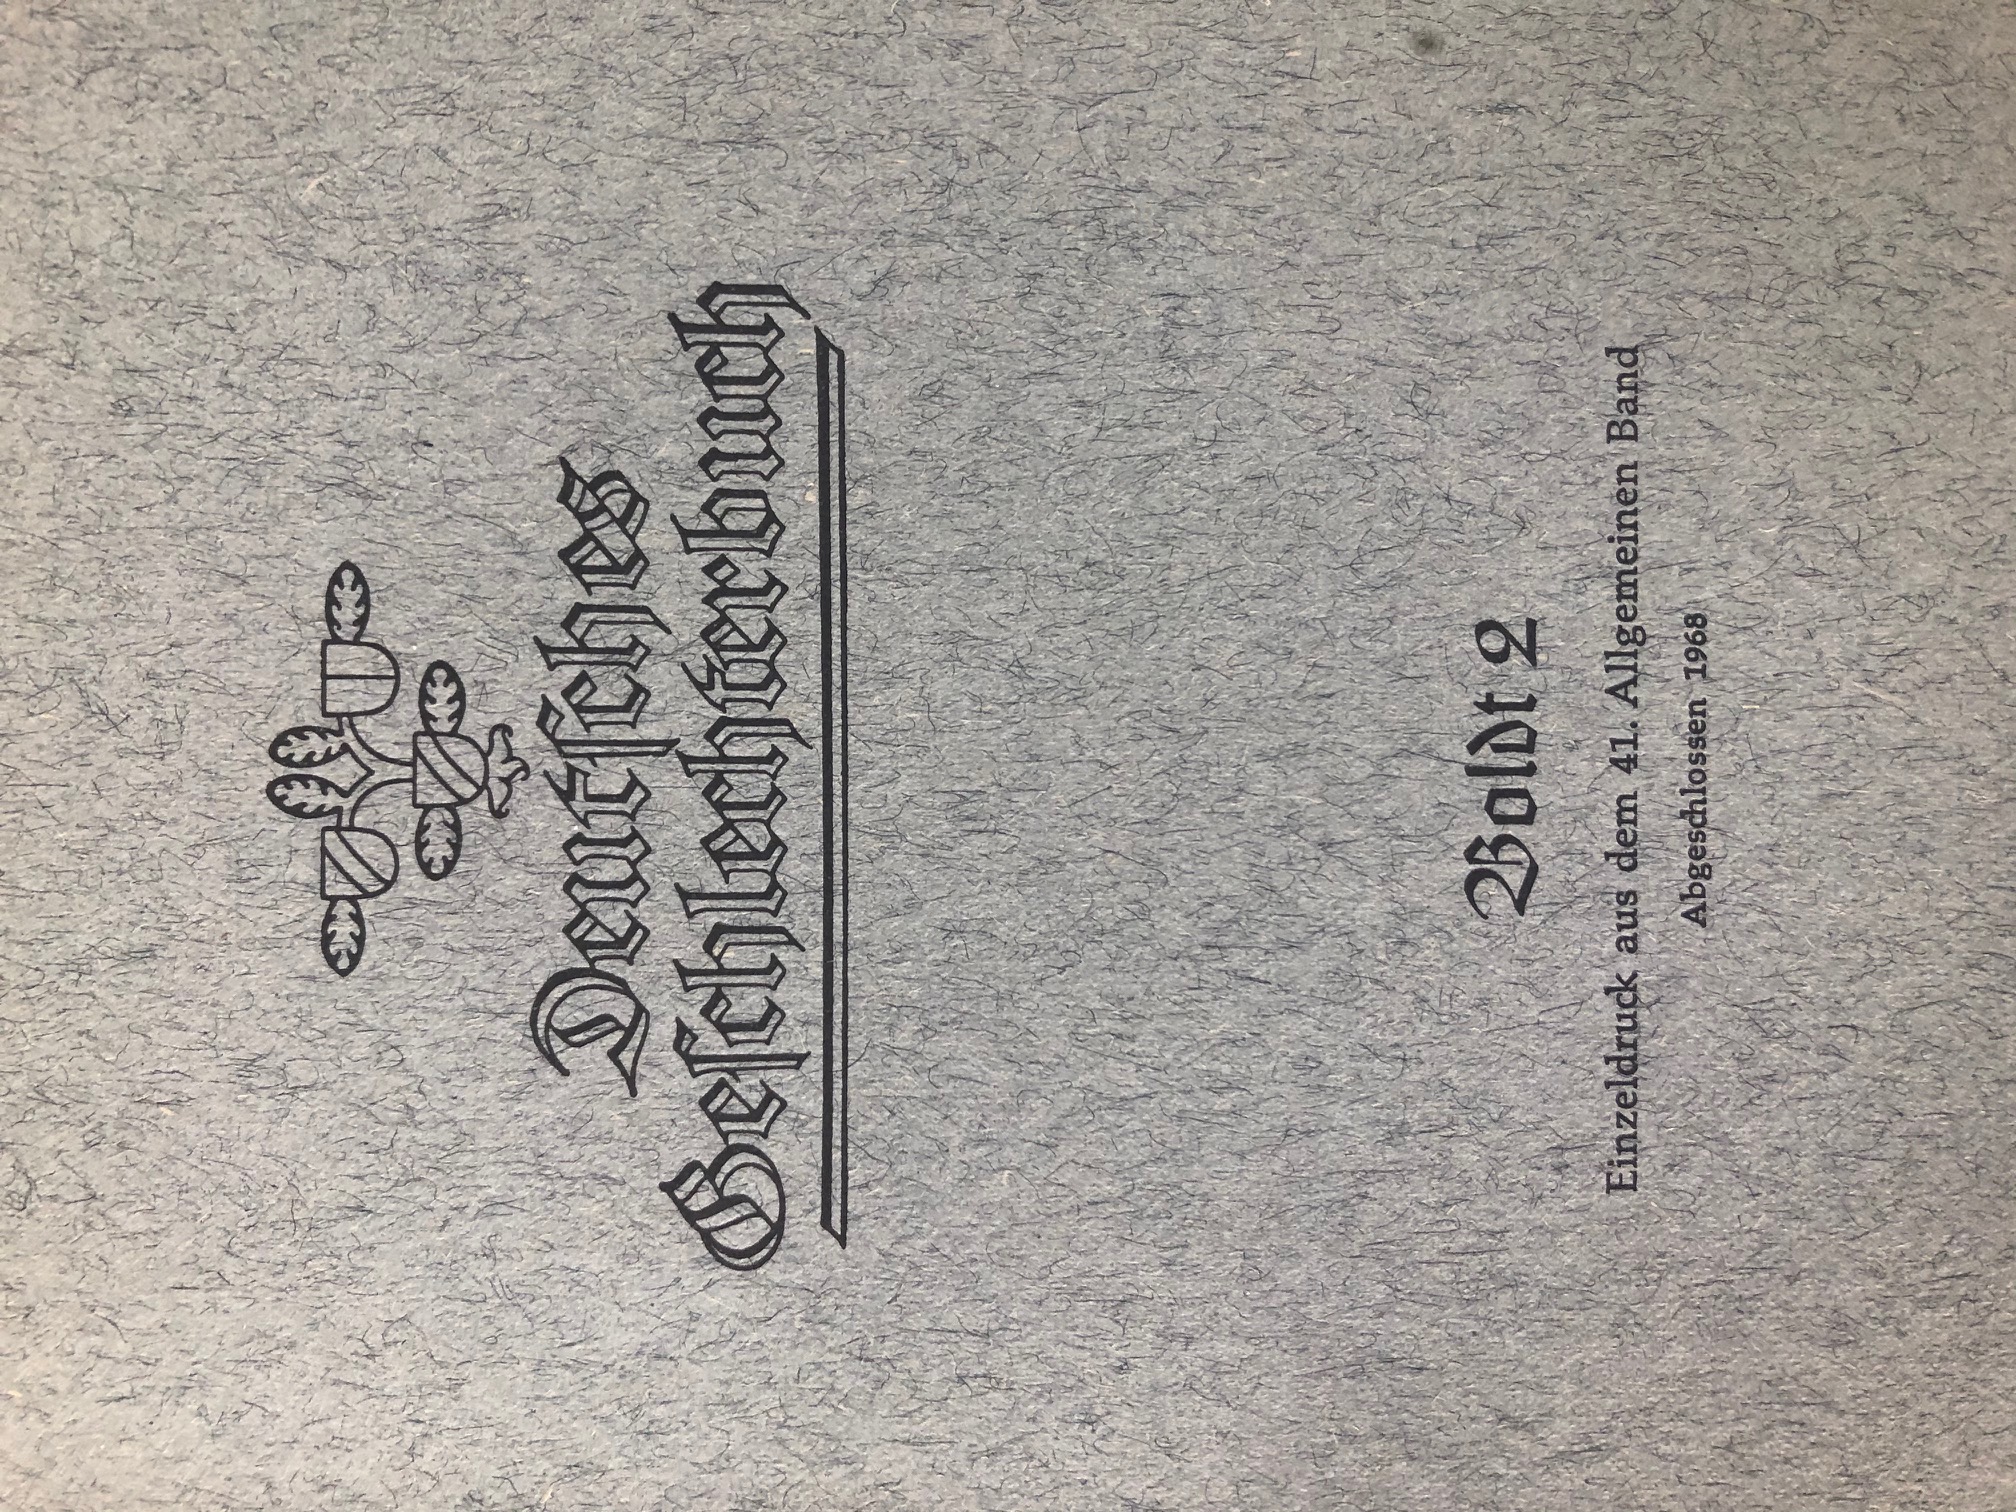 Deutſches
Geſchlechterbuch
Boldt 2
Einzeldruck aus dem 41. Allgemeinen Band
Abgeschlossen 1968